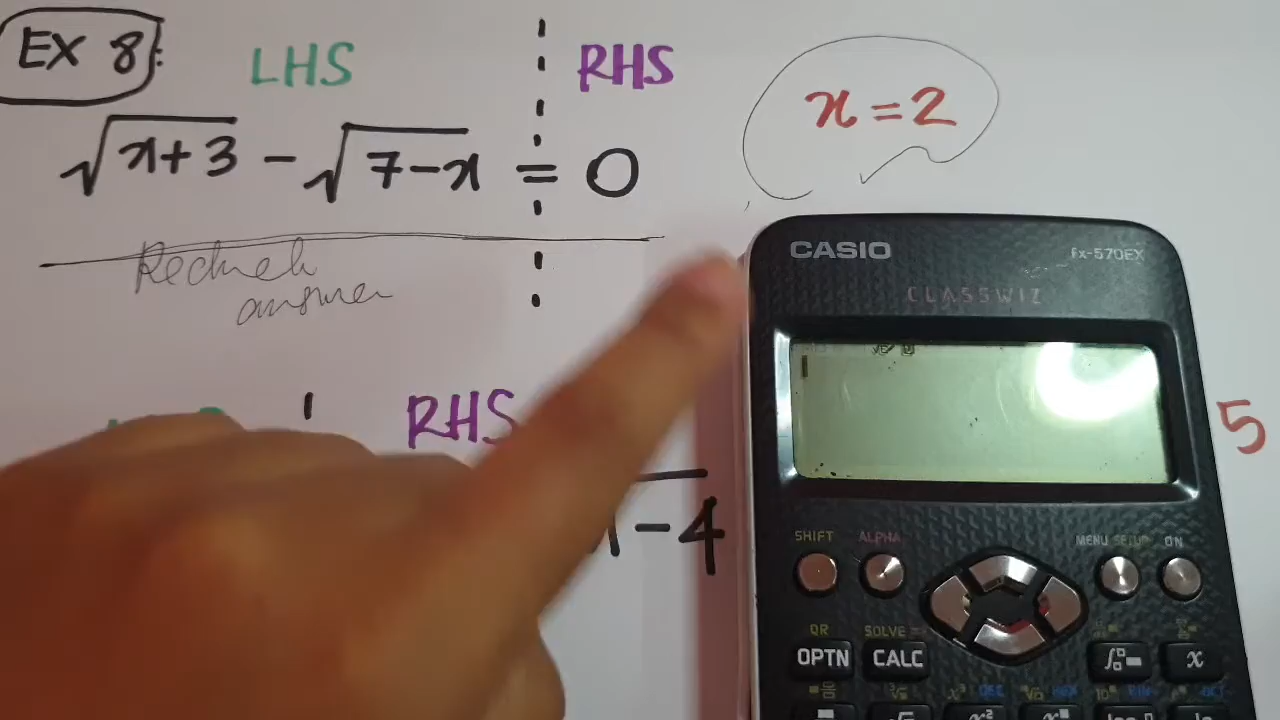 EX 8:
LHS
RHS
√(x+3) - √(7-x) = 0
x = 2
answer
RHS
-4
5
CASIO
fx-570EX
CLASSWIZ
SHIFT
ALPHA
MENU SETUP
ON
QR
SOLVE =
OPTN
CALC
x